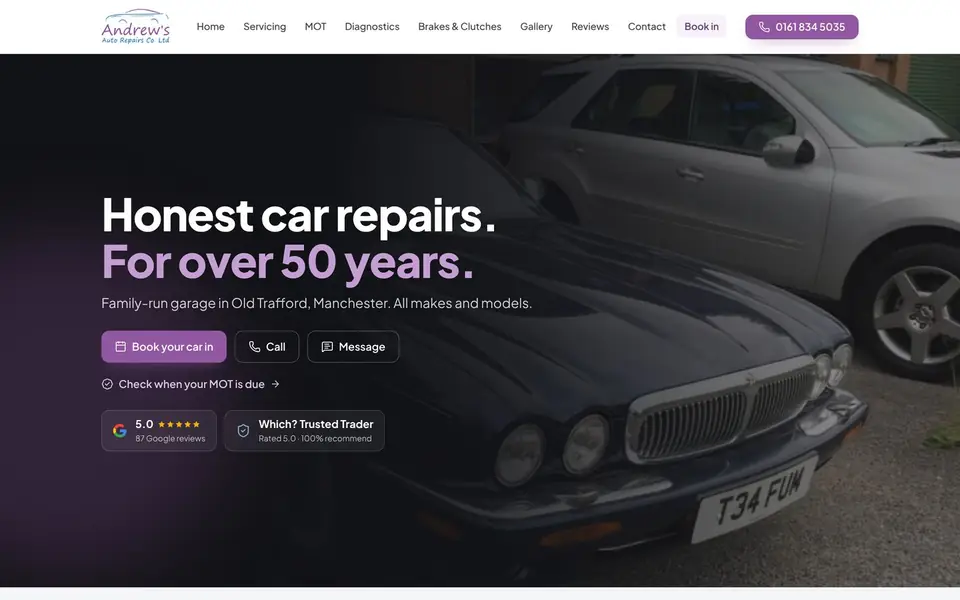 Andrew's
Auto Repairs Co Ltd
Home
Servicing
MOT
Diagnostics
Brakes & Clutches
Gallery
Reviews
Contact
Book in
0161 834 5035
Honest car repairs.
For over 50 years.
Family-run garage in Old Trafford, Manchester. All makes and models.
Book your car in
Call
Message
Check when your MOT is due →
5.0 ★★★★★
87 Google reviews
Which? Trusted Trader
Rated 5.0 · 100% recommend
T34 FUM